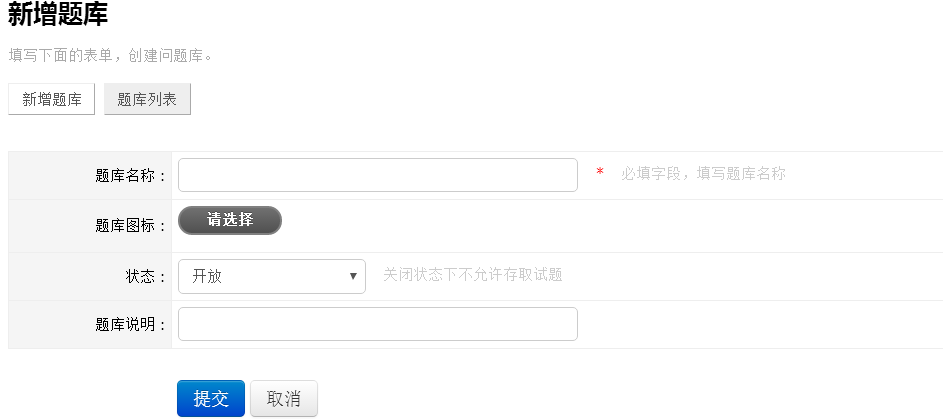 新增题库
填写下面的表单，创建问题库。
新增题库 题库列表
题库名称： * 必填字段，填写题库名称
题库图标： 请选择
状态： 开放 ▼ 关闭状态下不允许存取试题
题库说明：
提交 取消